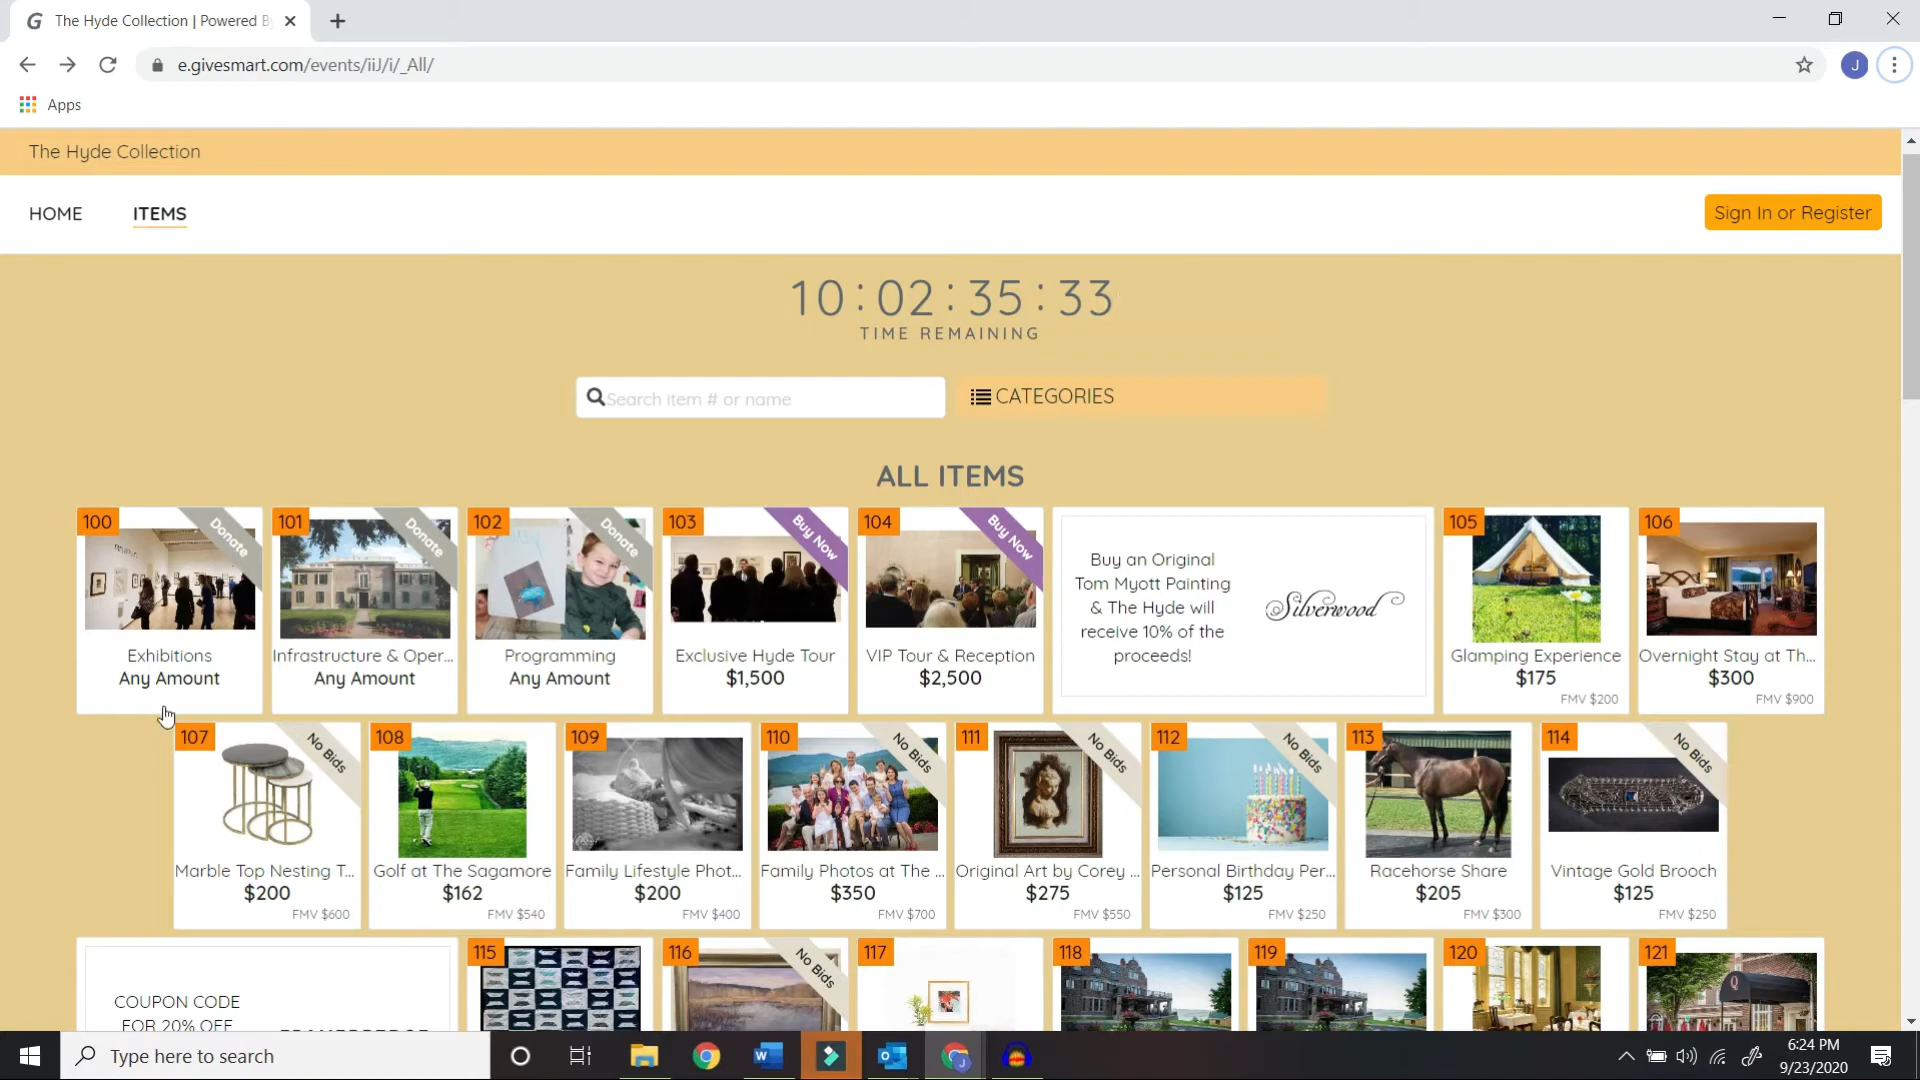 The Hyde Collection | Powered B
e.givesmart.com/events/iiJ/i/_All/
J
Apps
The Hyde Collection
HOME
ITEMS
Sign In or Register
10:02:35:33
TIME REMAINING
Search item # or name
CATEGORIES
ALL ITEMS
100
Donate
Exhibitions
Any Amount
101
Donate
Infrastructure & Oper...
Any Amount
102
Donate
Programming
Any Amount
103
Buy Now
Exclusive Hyde Tour
$1,500
104
Buy Now
VIP Tour & Reception
$2,500
Buy an Original
Tom Myott Painting
& The Hyde will
receive 10% of the
proceeds!
Silverwood
105
Glamping Experience
$175
FMV $200
106
Overnight Stay at Th...
$300
FMV $900
107
No Bids
Marble Top Nesting T...
$200
FMV $600
108
Golf at The Sagamore
$162
FMV $540
109
Family Lifestyle Phot...
$200
FMV $400
110
No Bids
Family Photos at The ...
$350
FMV $700
111
No Bids
Original Art by Corey ...
$275
FMV $550
112
No Bids
Personal Birthday Per...
$125
FMV $250
113
Racehorse Share
$205
FMV $300
114
No Bids
Vintage Gold Brooch
$125
FMV $250
COUPON CODE
FOR 20% OFF
115
116
No Bids
117
118
119
120
121
Q
Type here to search
6:24 PM
9/23/2020